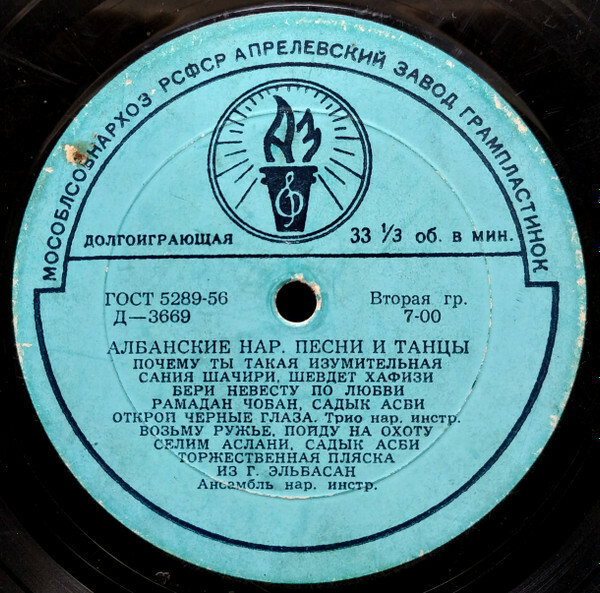 МОСОБЛСОВНАРХОЗ РСФСР АПРЕЛЕВСКИЙ ЗАВОД ГРАМПЛАСТИНОК
АЗ
ДОЛГОИГРАЮЩАЯ 33 1/3 об. в мин.
ГОСТ 5289-56 Вторая гр.
Д—3669 7-00
АЛБАНСКИЕ НАР. ПЕСНИ И ТАНЦЫ
ПОЧЕМУ ТЫ ТАКАЯ ИЗУМИТЕЛЬНАЯ
САНИЯ ШАЧИРИ, ШЕВДЕТ ХАФИЗИ
БЕРИ НЕВЕСТУ ПО ЛЮБВИ
РАМАДАН ЧОБАН, САДЫК АСБИ
ОТКРОЙ ЧЕРНЫЕ ГЛАЗА. Трио нар. инстр.
ВОЗЬМУ РУЖЬЕ, ПОЙДУ НА ОХОТУ
СЕЛИМ АСЛАНИ, САДЫК АСБИ
ТОРЖЕСТВЕННАЯ ПЛЯСКА
ИЗ Г. ЭЛЬБАСАН
Ансамбль нар. инстр.